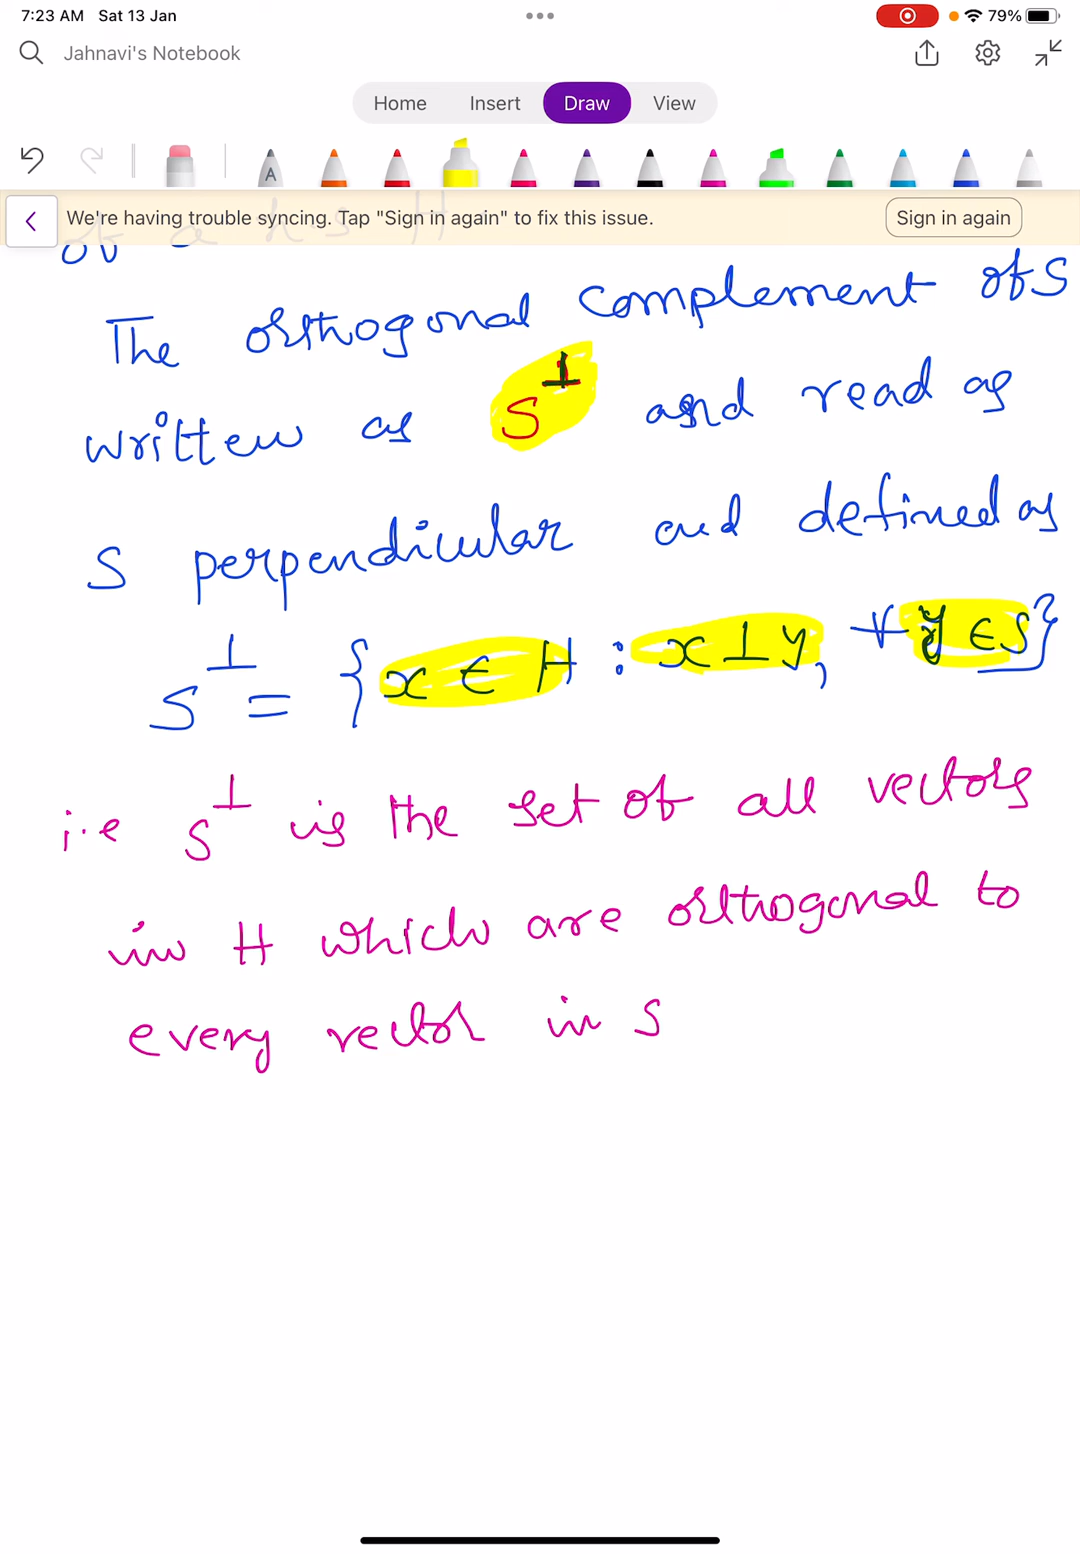 7:23 AM Sat 13 Jan
79%
Jahnavi's Notebook
Home Insert Draw View
A
We're having trouble syncing. Tap "Sign in again" to fix this issue. Sign in again
The orthogonal complement of S
written as S⊥ and read as
S perpendicular and defined as
S⊥ = {x ∈ H : x ⊥ y, ∀ y ∈ S}
i.e S⊥ is the set of all vectors
in H which are orthogonal to
every vector in S